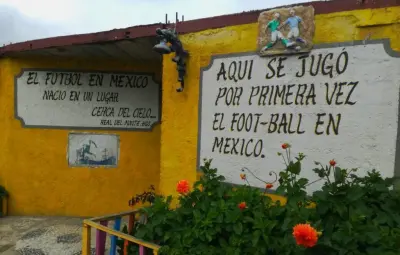 EL FUTBOL EN MEXICO
NACIO EN UN LUGAR
CERCA DEL CIELO...
REAL DEL MONTE HGO.
AQUI SE JUGÓ
POR PRIMERA VEZ
EL FOOT-BALL EN
MEXICO.